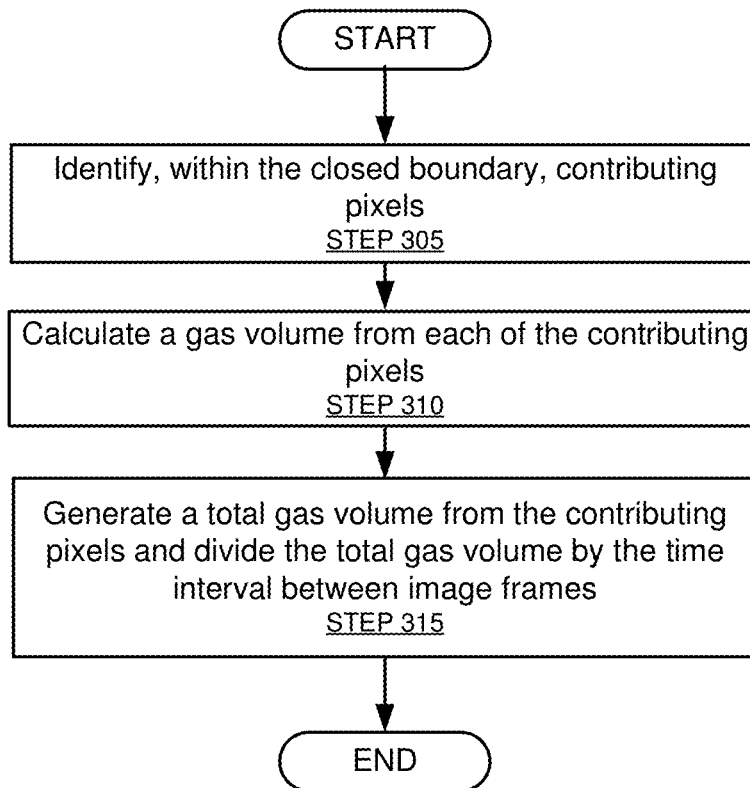 START
Identify, within the closed boundary, contributing
pixels
STEP 305
Calculate a gas volume from each of the contributing
pixels
STEP 310
Generate a total gas volume from the contributing
pixels and divide the total gas volume by the time
interval between image frames
STEP 315
END